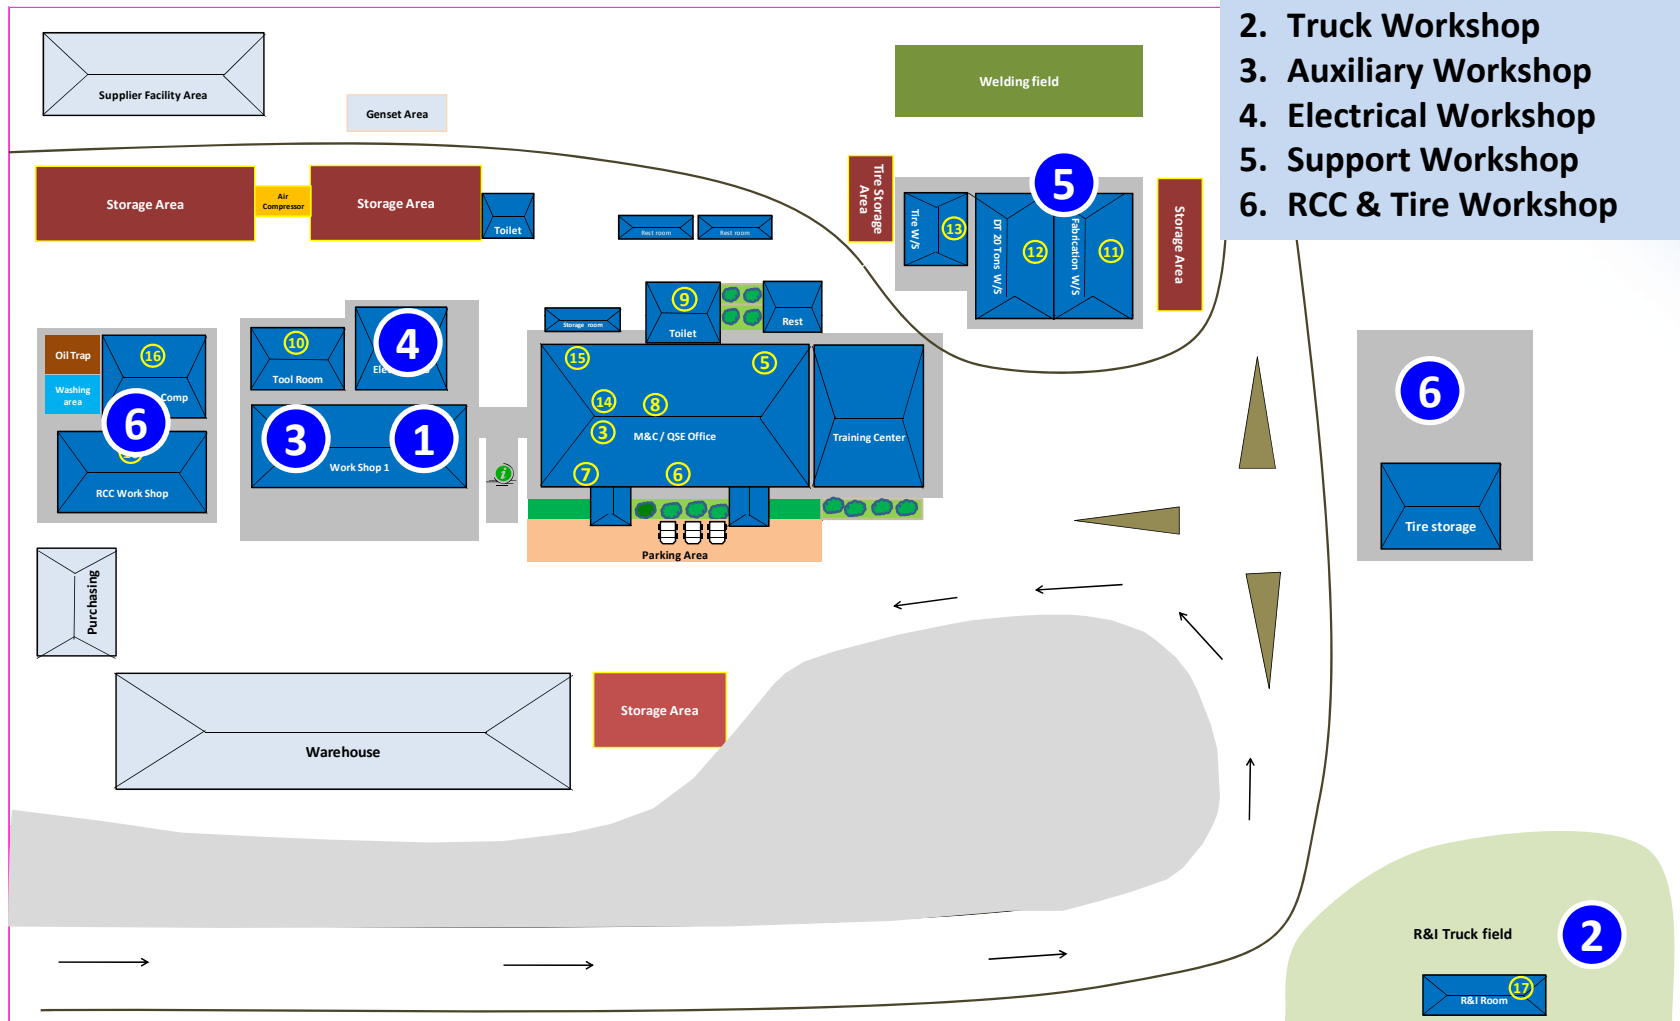 2. Truck Workshop
3. Auxiliary Workshop
4. Electrical Workshop
5. Support Workshop
6. RCC & Tire Workshop
Supplier Facility Area
Genset Area
Welding field
Storage Area
Air
Compressor
Storage Area
Toilet
Rest room
Rest room
Tire Storage
Area
Tire W/S
13
DT 20 Tons W/S
12
5
Fabrication W/S
11
Storage Area
Storage room
9
Toilet
Rest
Oil Trap
Washing
area
16
Comp
6
RCC Work Shop
10
Tool Room
4
3
1
Work Shop 1
i
15
5
14
8
3
M&C / QSE Office
7
6
Training Center
Parking Area
6
Tire storage
Purchasing
Warehouse
Storage Area
R&I Truck field
2
17
R&I Room